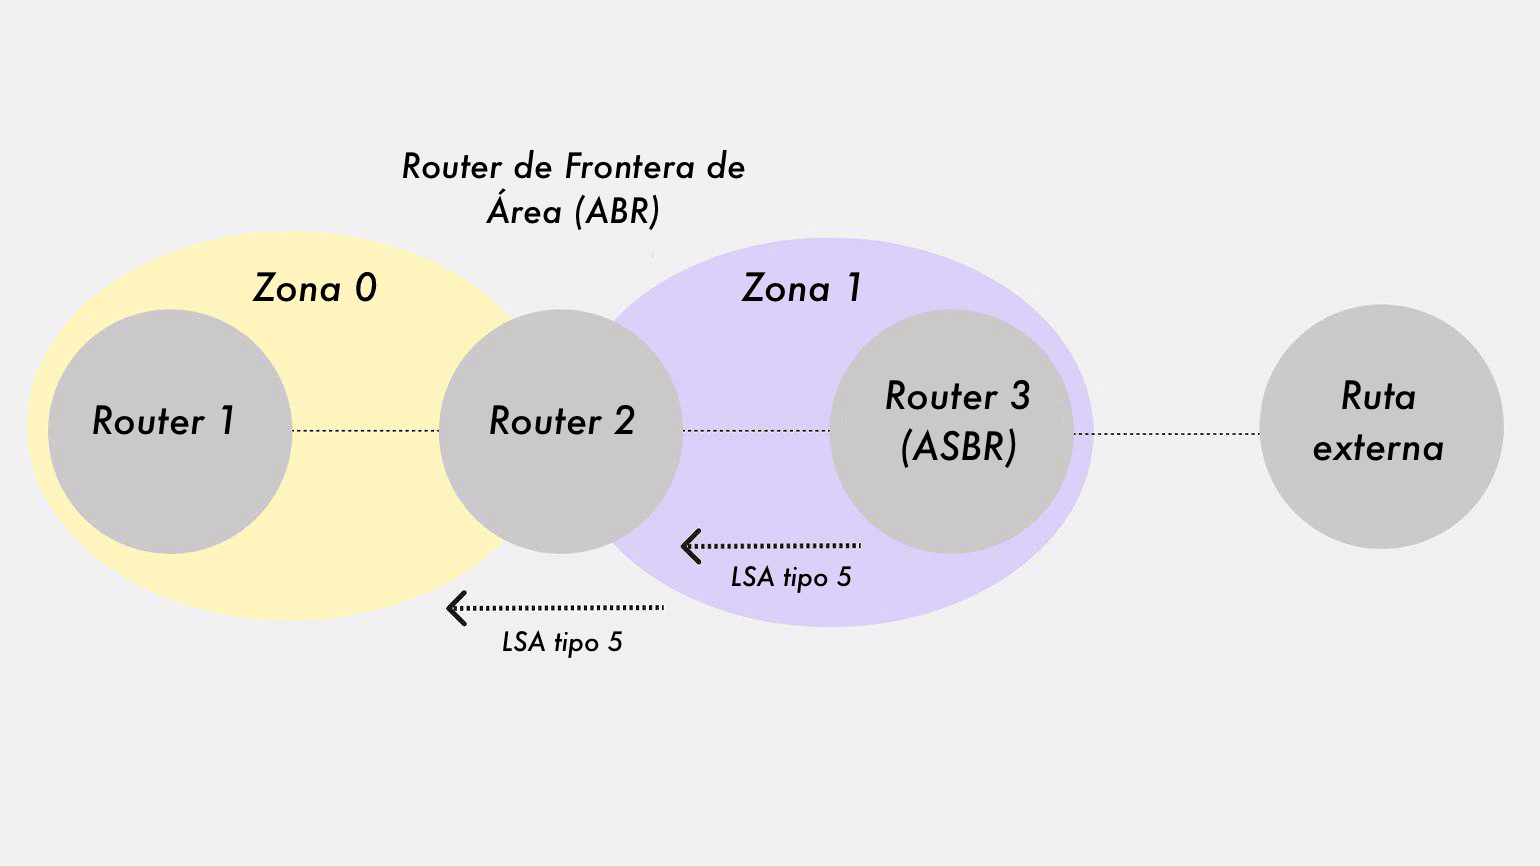 Router de Frontera de
Área (ABR)
Zona 0
Zona 1
Router 1
Router 2
Router 3
(ASBR)
Ruta
externa
LSA tipo 5
LSA tipo 5